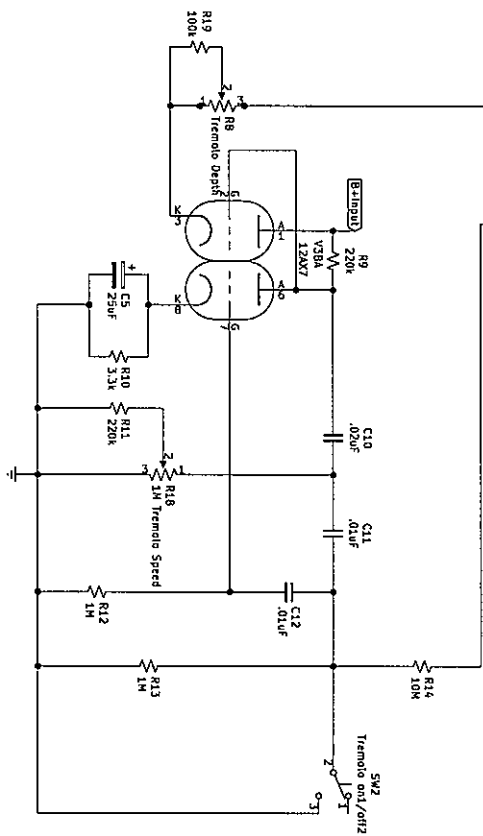 R19
100k
2
1
3
R8
Tremolo Depth
B+Input
R9
220k
V3BA
12AX7
A
1
G
2
K
3
A
6
G
7
K
8
+
C5
25uF
R10
3.3k
C10
.02uF
R11
220k
2
1
3
R18
1M Tremolo Speed
C11
.01uF
C12
.01uF
R12
1M
R13
1M
R14
10M
SW2
Tremolo on1/off2
2
1
3